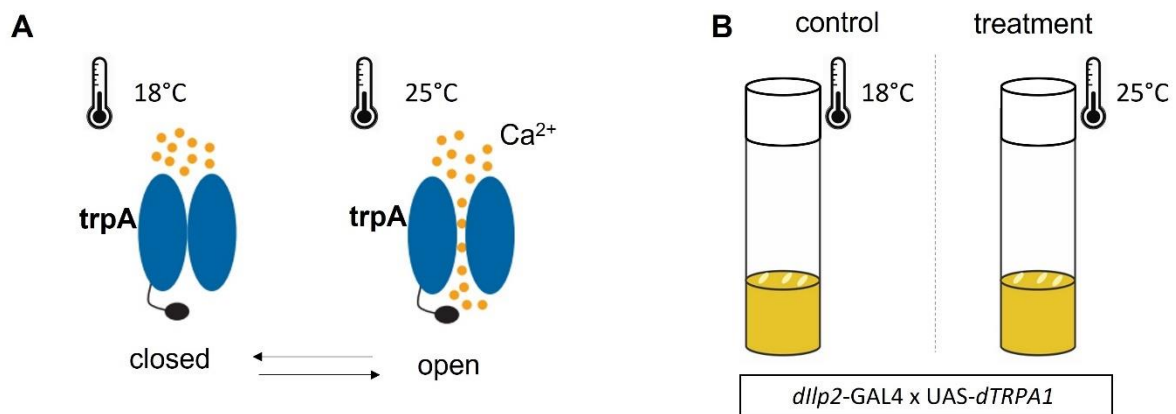 A
18°C
25°C
Ca²⁺
trpA
trpA
closed
open
B
control
treatment
18°C
25°C
dIlp2-GAL4 x UAS-dTRPA1